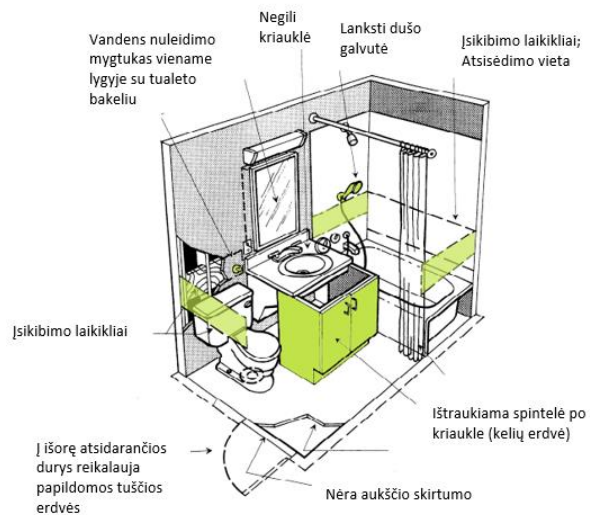 Vandens nuleidimo
mygtukas viename
lygyje su tualeto
bakeliu
Negili
kriauklė
Lanksti dušo
galvutė
Įsikibimo laikikliai;
Atsisėdimo vieta
Įsikibimo laikikliai
Ištraukiama spintelė po
kriaukle (kelių erdvė)
Į išorę atsidarančios
durys reikalauja
papildomos tuščios
erdvės
Nėra aukščio skirtumo